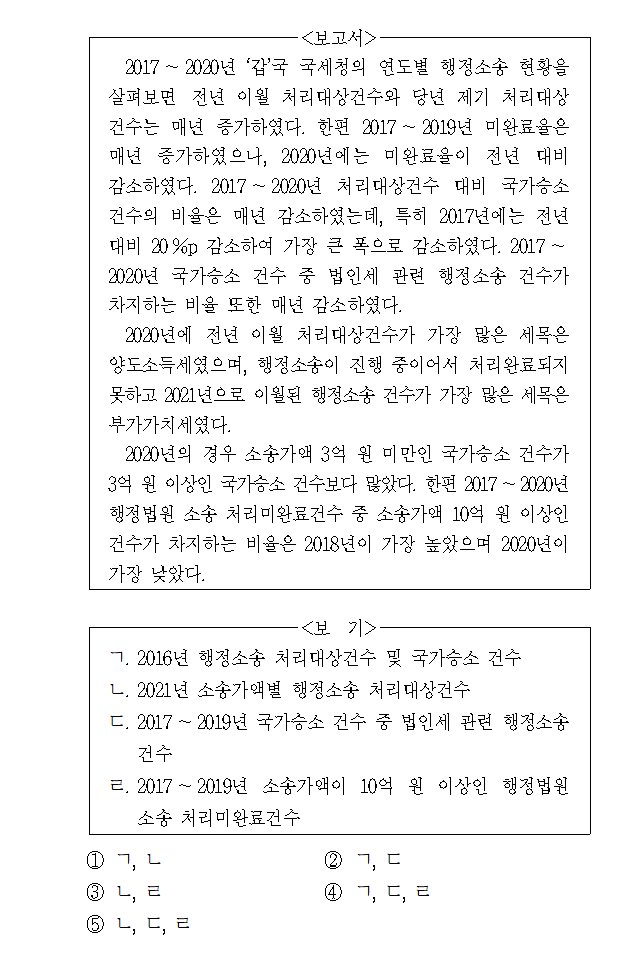 <보고서>
2017 ~ 2020년 ‘갑’국 국세청의 연도별 행정소송 현황을
살펴보면 전년 이월 처리대상건수와 당년 제기 처리대상
건수는 매년 증가하였다. 한편 2017 ~ 2019년 미완료율은
매년 증가하였으나, 2020년에는 미완료율이 전년 대비
감소하였다. 2017 ~ 2020년 처리대상건수 대비 국가승소
건수의 비율은 매년 감소하였는데, 특히 2017년에는 전년
대비 20 %p 감소하여 가장 큰 폭으로 감소하였다. 2017 ~
2020년 국가승소 건수 중 법인세 관련 행정소송 건수가
차지하는 비율 또한 매년 감소하였다.
2020년에 전년 이월 처리대상건수가 가장 많은 세목은
양도소득세였으며, 행정소송이 진행 중이어서 처리완료되지
못하고 2021년으로 이월된 행정소송 건수가 가장 많은 세목은
부가가치세였다.
2020년의 경우 소송가액 3억 원 미만인 국가승소 건수가
3억 원 이상인 국가승소 건수보다 많았다. 한편 2017 ~ 2020년
행정법원 소송 처리미완료건수 중 소송가액 10억 원 이상인
건수가 차지하는 비율은 2018년이 가장 높았으며 2020년이
가장 낮았다.
<보 기>
ㄱ. 2016년 행정소송 처리대상건수 및 국가승소 건수
ㄴ. 2021년 소송가액별 행정소송 처리대상건수
ㄷ. 2017 ~ 2019년 국가승소 건수 중 법인세 관련 행정소송
건수
ㄹ. 2017 ~ 2019년 소송가액이 10억 원 이상인 행정법원
소송 처리미완료건수
① ㄱ, ㄴ ② ㄱ, ㄷ
③ ㄴ, ㄹ ④ ㄱ, ㄷ, ㄹ
⑤ ㄴ, ㄷ, ㄹ